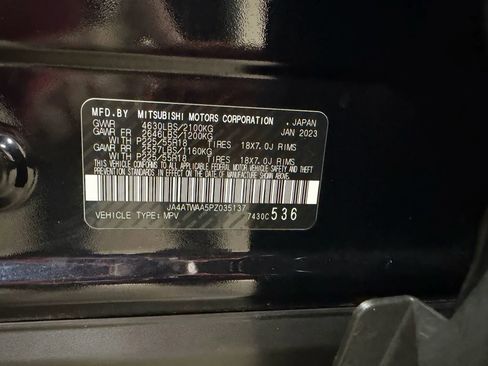 MFD.BY MITSUBISHI MOTORS CORPORATION , JAPAN
GVWR 4630LBS/2100KG JAN 2023
GAWR FR 2646LBS/1200KG
WITH P225/55R18 TIRES 18X7.0J RIMS
GAWR RR 2557LBS/1160KG
WITH P225/55R18 TIRES 18X7.0J RIMS
THIS VEHICLE CONFORMS TO ALL APPLICABLE FEDERAL MOTOR VEHICLE SAFETY AND THEFT
PREVENTION STANDARDS IN EFFECT ON THE DATE OF MANUFACTURE SHOWN ABOVE.
JA4ATWAA5PZ035137
VEHICLE TYPE: MPV 7430C 536